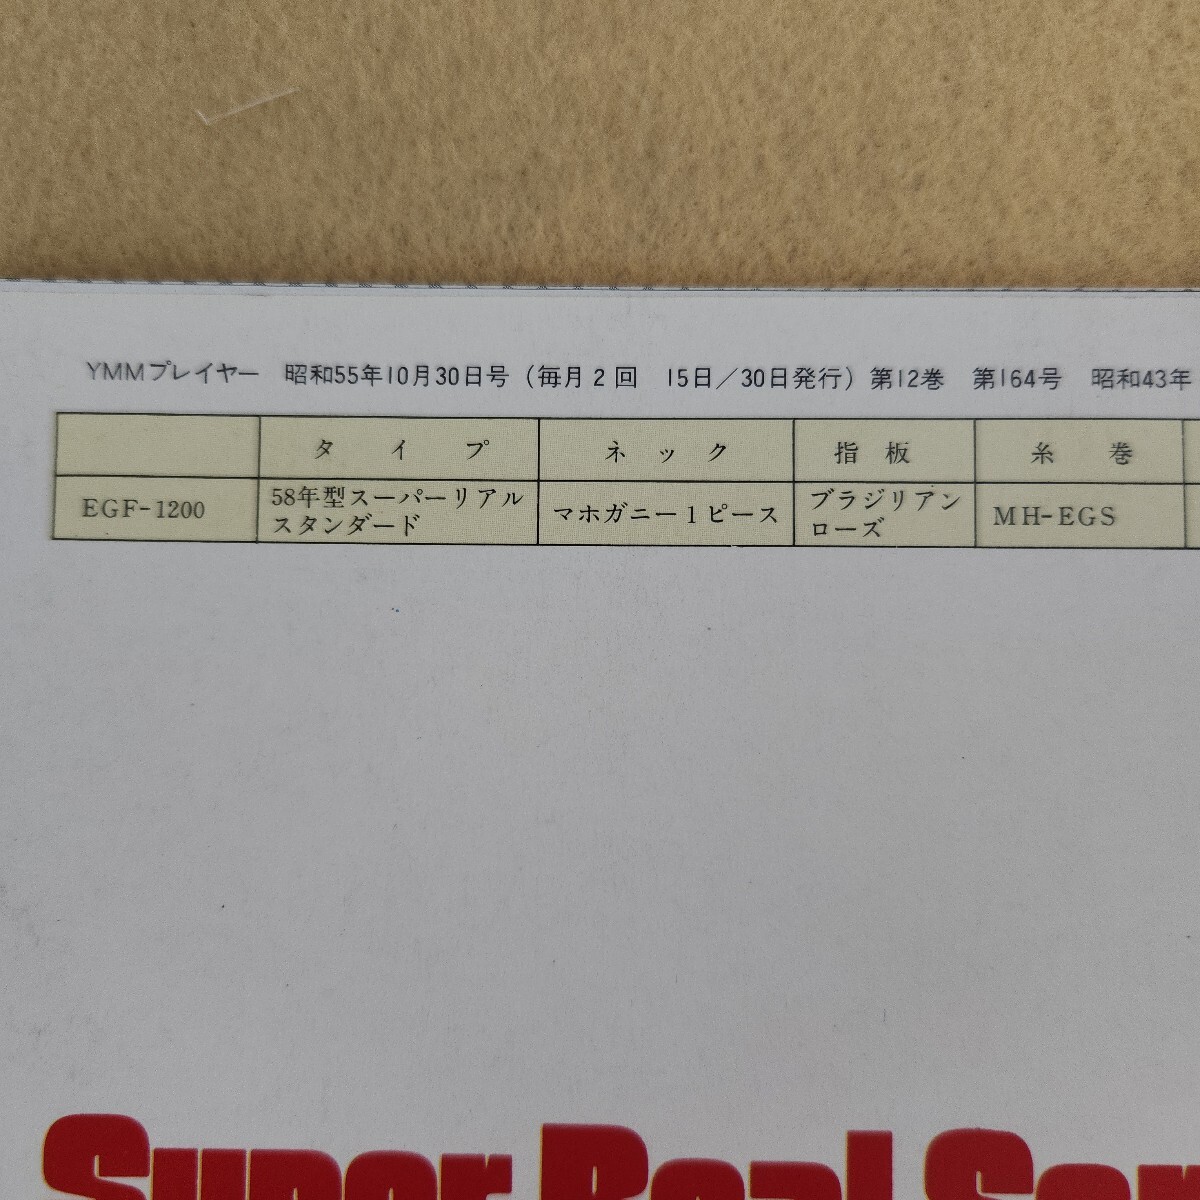 YMMプレイヤー 昭和55年10月30日号（毎月2回 15日／30日発行）第12巻 第164号 昭和43年
タイプ ネック 指板 糸巻
EGF-1200 58年型スーパーリアルスタンダード マホガニー1ピース ブラジリアンローズ MH-EGS
Super Real Ser